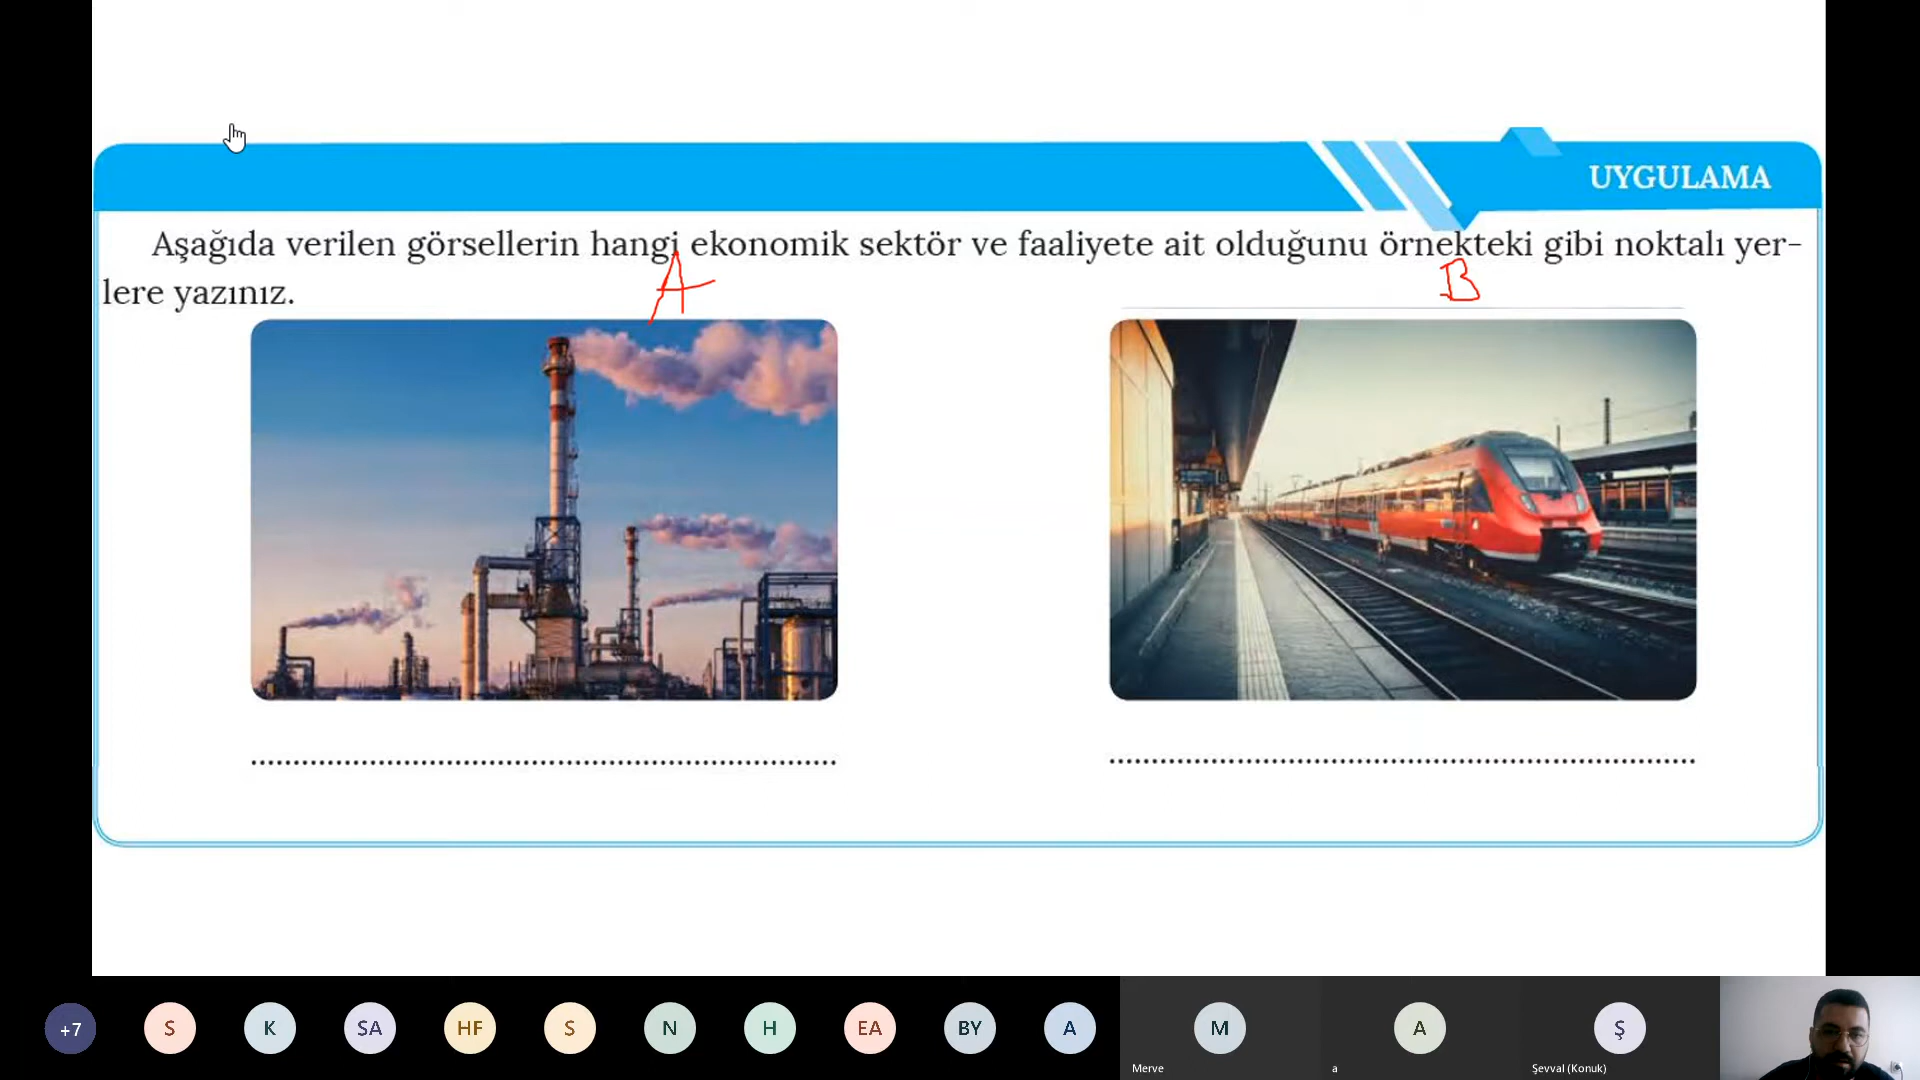 UYGULAMA
Aşağıda verilen görsellerin hangi ekonomik sektör ve faaliyete ait olduğunu örnekteki gibi noktalı yer-
lere yazınız.
A
B
+7
S
K
SA
HF
S
N
H
EA
BY
A
M
A
Ş
Merve
a
Şevval (Konuk)